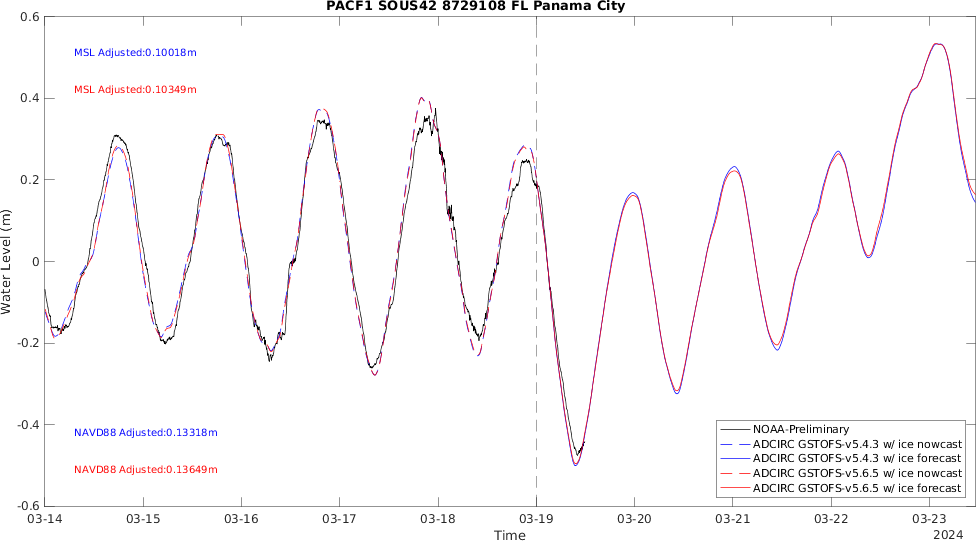 PACF1 SOUS42 8729108 FL Panama City
0.6
0.4
0.2
0
-0.2
-0.4
-0.6
Water Level (m)
MSL Adjusted:0.10018m
MSL Adjusted:0.10349m
NAVD88 Adjusted:0.13318m
NAVD88 Adjusted:0.13649m
NOAA-Preliminary
ADCIRC GSTOFS-v5.4.3 w/ ice nowcast
ADCIRC GSTOFS-v5.4.3 w/ ice forecast
ADCIRC GSTOFS-v5.6.5 w/ ice nowcast
ADCIRC GSTOFS-v5.6.5 w/ ice forecast
03-14 03-15 03-16 03-17 03-18 03-19 03-20 03-21 03-22 03-23
Time
2024